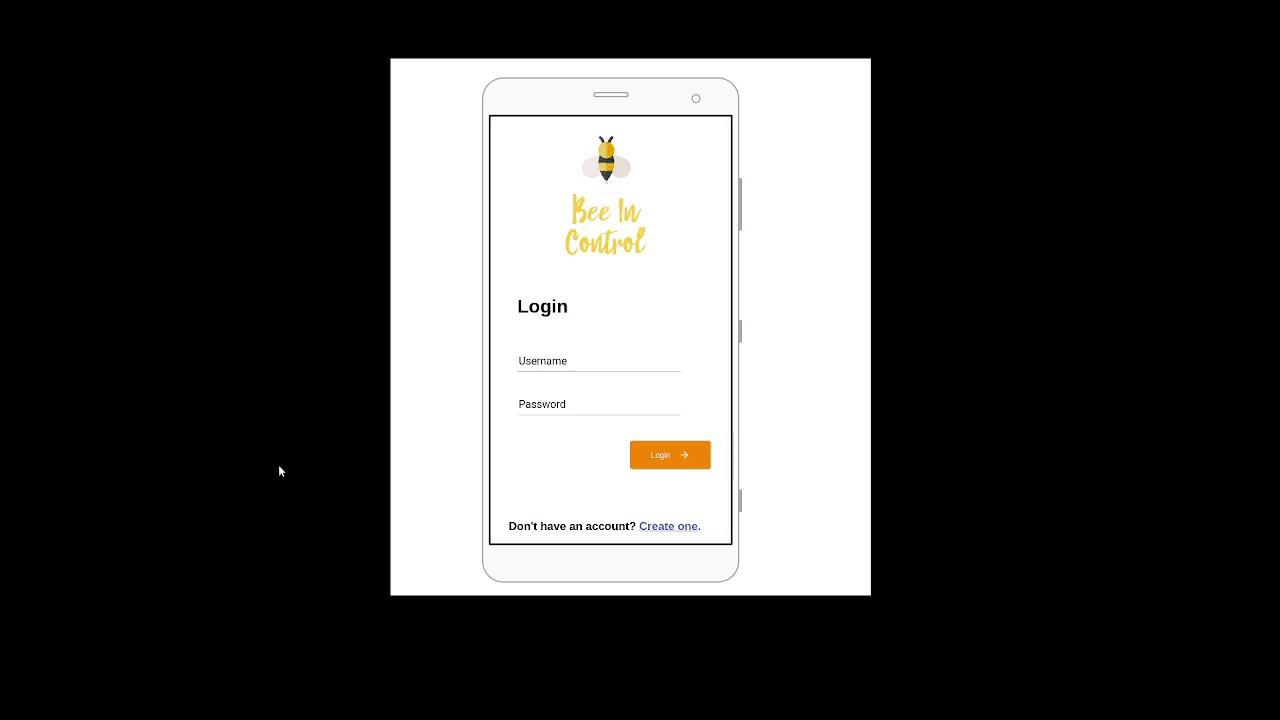 Bee In
Control
Login
Username
Password
Login
Don't have an account? Create one.